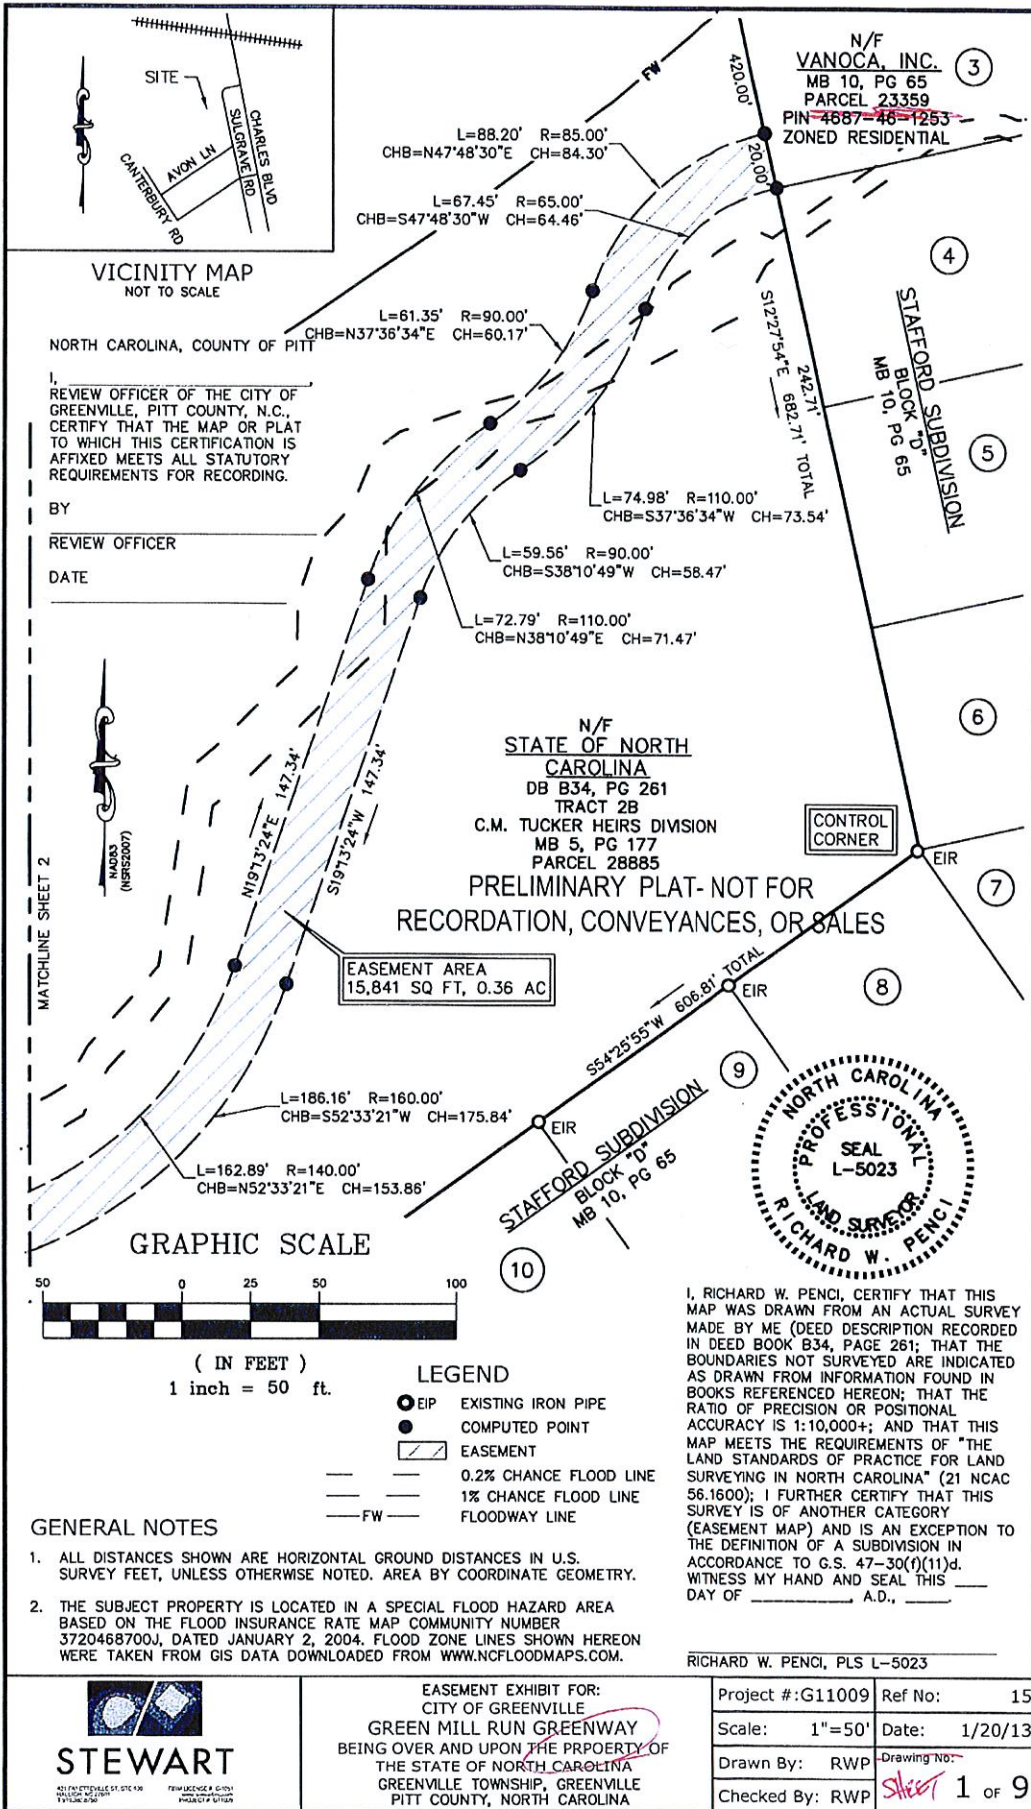 SITE
AVON LN
SULGRAVE RD
CHARLES BLVD
CANTERBURY RD
VICINITY MAP
NOT TO SCALE
FW
420.00'
20.00'
N/F
VANOCA, INC.
MB 10, PG 65
PARCEL 23359
PIN 4687-46-1253
ZONED RESIDENTIAL
3
L=88.20' R=85.00'
CHB=N47°48'30"E CH=84.30'
L=67.45' R=65.00'
CHB=S47°48'30"W CH=64.46'
4
STAFFORD SUBDIVISION
BLOCK "D"
MB 10, PG 65
L=61.35' R=90.00'
CHB=N37°36'34"E CH=60.17'
242.71'
S12°27'54"E 682.71' TOTAL
5
NORTH CAROLINA, COUNTY OF PITT
I, ____________________,
REVIEW OFFICER OF THE CITY OF
GREENVILLE, PITT COUNTY, N.C.,
CERTIFY THAT THE MAP OR PLAT
TO WHICH THIS CERTIFICATION IS
AFFIXED MEETS ALL STATUTORY
REQUIREMENTS FOR RECORDING.
BY
REVIEW OFFICER
DATE
L=74.98' R=110.00'
CHB=S37°36'34"W CH=73.54'
L=59.56' R=90.00'
CHB=S38°10'49"W CH=58.47'
L=72.79' R=110.00'
CHB=N38°10'49"E CH=71.47'
6
NAD83
(NSRS2007)
MATCHLINE SHEET 2
N19°13'24"E 147.34'
S19°13'24"W 147.34'
N/F
STATE OF NORTH
CAROLINA
DB B34, PG 261
TRACT 2B
C.M. TUCKER HEIRS DIVISION
MB 5, PG 177
PARCEL 28885
PRELIMINARY PLAT- NOT FOR
RECORDATION, CONVEYANCES, OR SALES
CONTROL
CORNER
EIR
7
EASEMENT AREA
15,841 SQ FT, 0.36 AC
S54°25'55"W 606.81' TOTAL
EIR
8
9
EIR
STAFFORD SUBDIVISION
BLOCK "D"
MB 10, PG 65
10
L=186.16' R=160.00'
CHB=S52°33'21"W CH=175.84'
L=162.89' R=140.00'
CHB=N52°33'21"E CH=153.86'
NORTH CAROLINA
PROFESSIONAL
SEAL
L-5023
LAND SURVEYOR
RICHARD W. PENCI
GRAPHIC SCALE
50 0 25 50 100
( IN FEET )
1 inch = 50 ft.
LEGEND
EIP EXISTING IRON PIPE
COMPUTED POINT
EASEMENT
0.2% CHANCE FLOOD LINE
1% CHANCE FLOOD LINE
FW FLOODWAY LINE
I, RICHARD W. PENCI, CERTIFY THAT THIS
MAP WAS DRAWN FROM AN ACTUAL SURVEY
MADE BY ME (DEED DESCRIPTION RECORDED
IN DEED BOOK B34, PAGE 261; THAT THE
BOUNDARIES NOT SURVEYED ARE INDICATED
AS DRAWN FROM INFORMATION FOUND IN
BOOKS REFERENCED HEREON; THAT THE
RATIO OF PRECISION OR POSITIONAL
ACCURACY IS 1:10,000+; AND THAT THIS
MAP MEETS THE REQUIREMENTS OF "THE
LAND STANDARDS OF PRACTICE FOR LAND
SURVEYING IN NORTH CAROLINA" (21 NCAC
56.1600); I FURTHER CERTIFY THAT THIS
SURVEY IS OF ANOTHER CATEGORY
(EASEMENT MAP) AND IS AN EXCEPTION TO
THE DEFINITION OF A SUBDIVISION IN
ACCORDANCE TO G.S. 47-30(f)(11)d.
WITNESS MY HAND AND SEAL THIS ____
DAY OF __________, A.D., _____.
RICHARD W. PENCI, PLS L-5023
GENERAL NOTES
1. ALL DISTANCES SHOWN ARE HORIZONTAL GROUND DISTANCES IN U.S.
SURVEY FEET, UNLESS OTHERWISE NOTED. AREA BY COORDINATE GEOMETRY.
2. THE SUBJECT PROPERTY IS LOCATED IN A SPECIAL FLOOD HAZARD AREA
BASED ON THE FLOOD INSURANCE RATE MAP COMMUNITY NUMBER
3720468700J, DATED JANUARY 2, 2004. FLOOD ZONE LINES SHOWN HEREON
WERE TAKEN FROM GIS DATA DOWNLOADED FROM WWW.NCFLOODMAPS.COM.
STEWART
EASEMENT EXHIBIT FOR:
CITY OF GREENVILLE
GREEN MILL RUN GREENWAY
BEING OVER AND UPON THE PRPOERTY OF
THE STATE OF NORTH CAROLINA
GREENVILLE TOWNSHIP, GREENVILLE
PITT COUNTY, NORTH CAROLINA
Project #:G11009 Ref No: 15
Scale: 1"=50' Date: 1/20/13
Drawn By: RWP Drawing No:
Checked By: RWP SHEET 1 OF 9